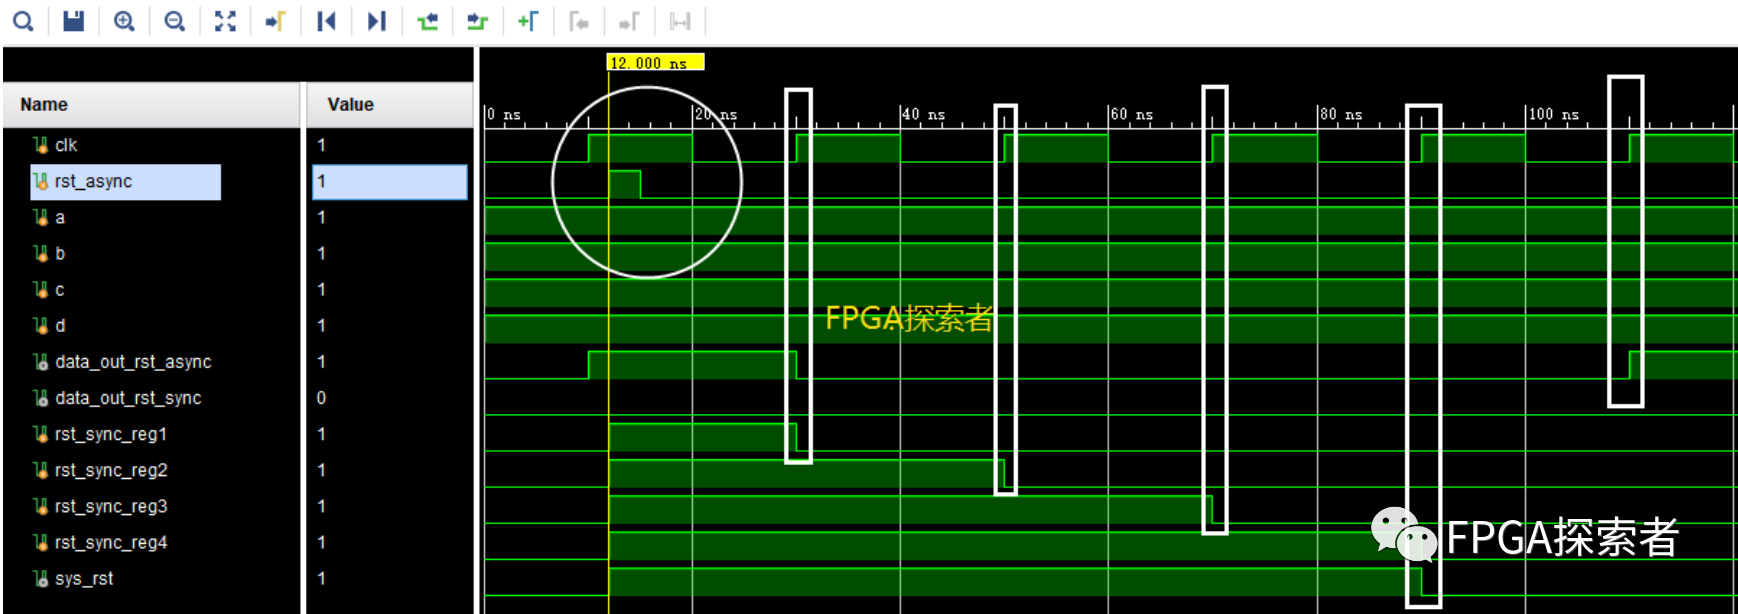 12.000 ns
Name Value
0 ns 20 ns 40 ns 60 ns 80 ns 100 ns
clk 1
rst_async 1
a 1
b 1
c 1
d 1
FPGA探索者
data_out_rst_async 1
data_out_rst_sync 0
rst_sync_reg1 1
rst_sync_reg2 1
rst_sync_reg3 1
rst_sync_reg4 1
FPGA探索者
sys_rst 1